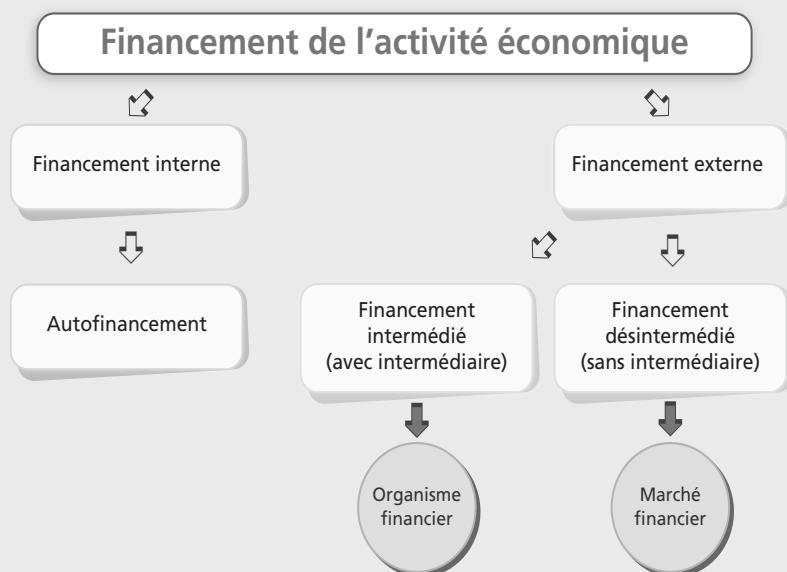 Financement de l’activité économique
Financement interne
Financement externe
Autofinancement
Financement
intermédié
(avec intermédiaire)
Financement
désintermédié
(sans intermédiaire)
Organisme
financier
Marché
financier